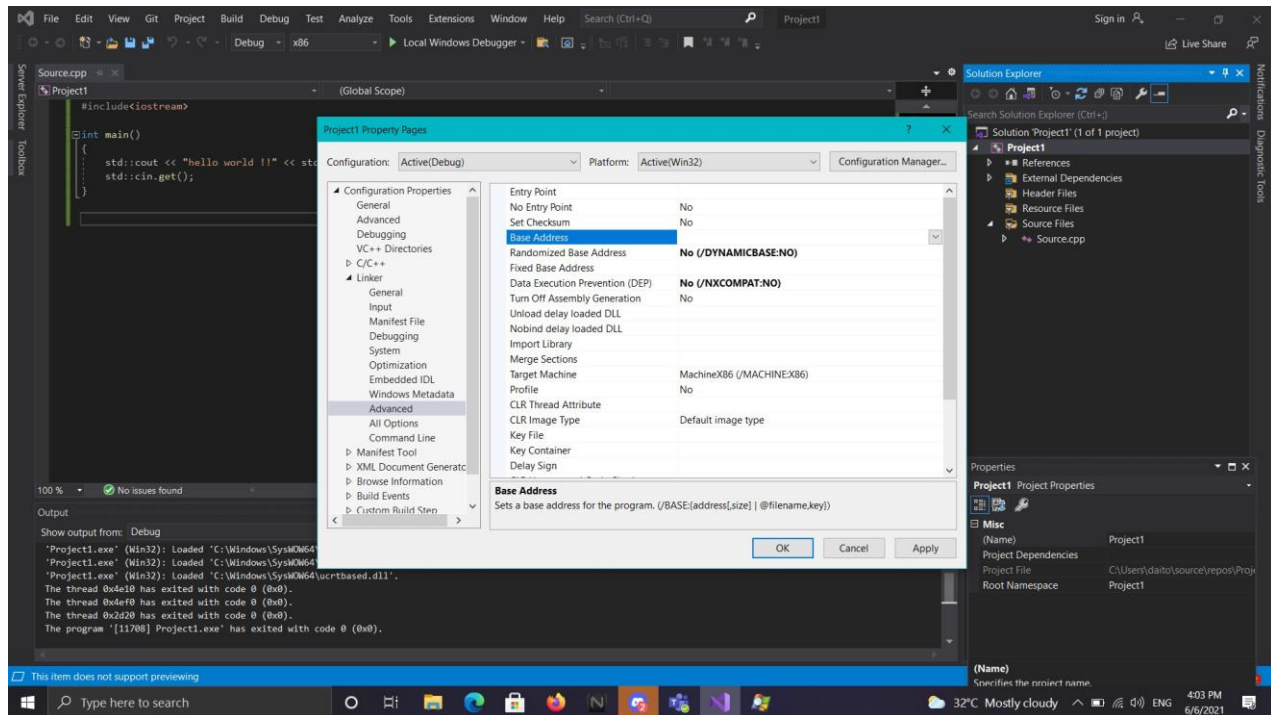 File Edit View Git Project Build Debug Test Analyze Tools Extensions Window Help Search (Ctrl+Q) Project1 Sign in
Debug x86 Local Windows Debugger Live Share
Server Explorer
Toolbox
Source.cpp
Project1 (Global Scope)
#include<iostream>
int main()
{
std::cout << "hello world !!" << std
std::cin.get();
}
100 % No issues found
Project1 Property Pages ? X
Configuration: Active(Debug) Platform: Active(Win32) Configuration Manager...
Configuration Properties
General
Advanced
Debugging
VC++ Directories
C/C++
Linker
General
Input
Manifest File
Debugging
System
Optimization
Embedded IDL
Windows Metadata
Advanced
All Options
Command Line
Manifest Tool
XML Document Generatc
Browse Information
Build Events
Custom Build Step
Entry Point
No Entry Point No
Set Checksum No
Base Address
Randomized Base Address No (/DYNAMICBASE:NO)
Fixed Base Address
Data Execution Prevention (DEP) No (/NXCOMPAT:NO)
Turn Off Assembly Generation No
Unload delay loaded DLL
Nobind delay loaded DLL
Import Library
Merge Sections
Target Machine MachineX86 (/MACHINE:X86)
Profile No
CLR Thread Attribute
CLR Image Type Default image type
Key File
Key Container
Delay Sign
Base Address
Sets a base address for the program. (/BASE:{address[,size] | @filename,key})
OK Cancel Apply
Output
Show output from: Debug
'Project1.exe' (Win32): Loaded 'C:\Windows\SysWOW64\
'Project1.exe' (Win32): Loaded 'C:\Windows\SysWOW64\
'Project1.exe' (Win32): Loaded 'C:\Windows\SysWOW64\ucrtbased.dll'.
The thread 0x4e10 has exited with code 0 (0x0).
The thread 0x4ef0 has exited with code 0 (0x0).
The thread 0x2d20 has exited with code 0 (0x0).
The program '[11708] Project1.exe' has exited with code 0 (0x0).
Solution Explorer
Search Solution Explorer (Ctrl+;)
Solution 'Project1' (1 of 1 project)
Project1
References
External Dependencies
Header Files
Resource Files
Source Files
Source.cpp
Properties
Project1 Project Properties
Misc
(Name) Project1
Project Dependencies
Project File C:\Users\daito\source\repos\Proje
Root Namespace Project1
(Name)
Specifies the project name.
Notifications
Diagnostic Tools
This item does not support previewing
Type here to search
32°C Mostly cloudy ENG 4:03 PM
6/6/2021